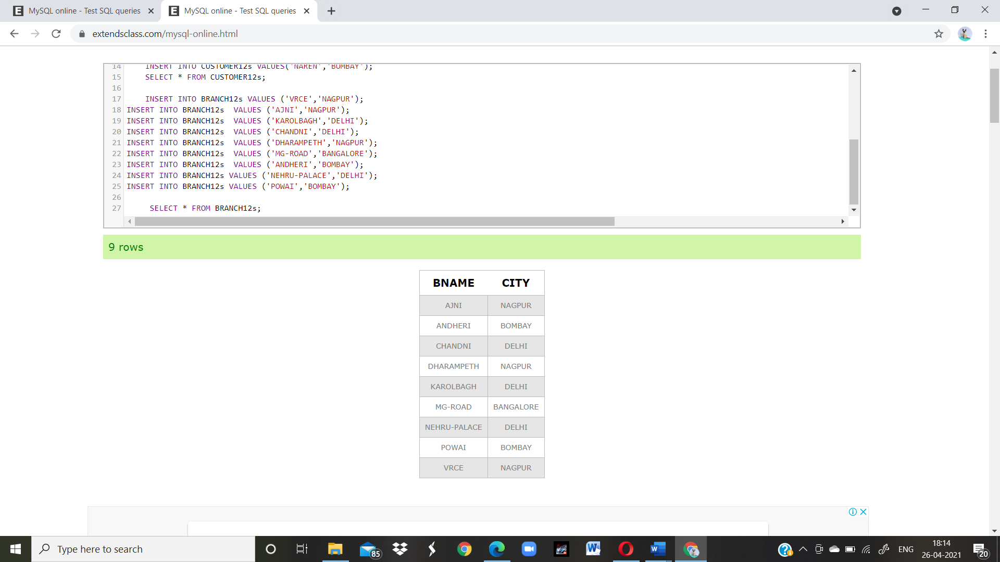 MySQL online - Test SQL queries
MySQL online - Test SQL queries
extendsclass.com/mysql-online.html
14 INSERT INTO CUSTOMER12s VALUES('NAREN','BOMBAY');
15 SELECT * FROM CUSTOMER12s;
16
17 INSERT INTO BRANCH12s VALUES ('VRCE','NAGPUR');
18 INSERT INTO BRANCH12s VALUES ('AJNI','NAGPUR');
19 INSERT INTO BRANCH12s VALUES ('KAROLBAGH','DELHI');
20 INSERT INTO BRANCH12s VALUES ('CHANDNI','DELHI');
21 INSERT INTO BRANCH12s VALUES ('DHARAMPETH','NAGPUR');
22 INSERT INTO BRANCH12s VALUES ('MG-ROAD','BANGALORE');
23 INSERT INTO BRANCH12s VALUES ('ANDHERI','BOMBAY');
24 INSERT INTO BRANCH12s VALUES ('NEHRU-PALACE','DELHI');
25 INSERT INTO BRANCH12s VALUES ('POWAI','BOMBAY');
26
27 SELECT * FROM BRANCH12s;
9 rows
BNAME CITY
AJNI NAGPUR
ANDHERI BOMBAY
CHANDNI DELHI
DHARAMPETH NAGPUR
KAROLBAGH DELHI
MG-ROAD BANGALORE
NEHRU-PALACE DELHI
POWAI BOMBAY
VRCE NAGPUR
Type here to search
85
ENG
18:14
26-04-2021
20